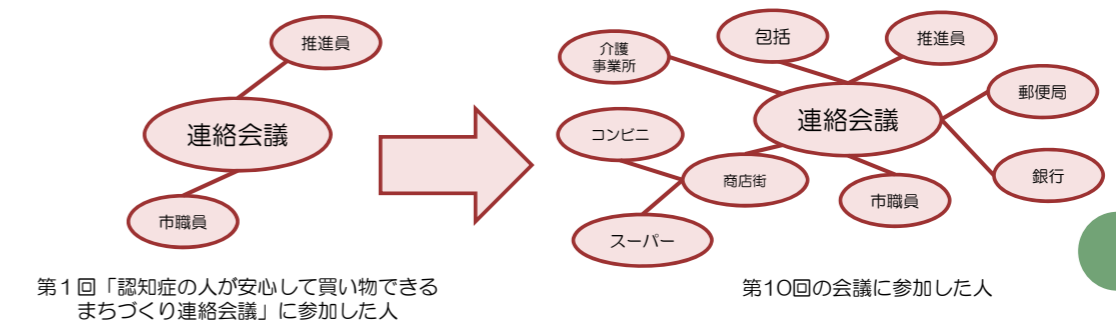 推進員
連絡会議
市職員
第1回「認知症の人が安心して買い物できる
まちづくり連絡会議」に参加した人
介護
事業所
包括
推進員
郵便局
コンビニ
連絡会議
商店街
銀行
市職員
スーパー
第10回の会議に参加した人